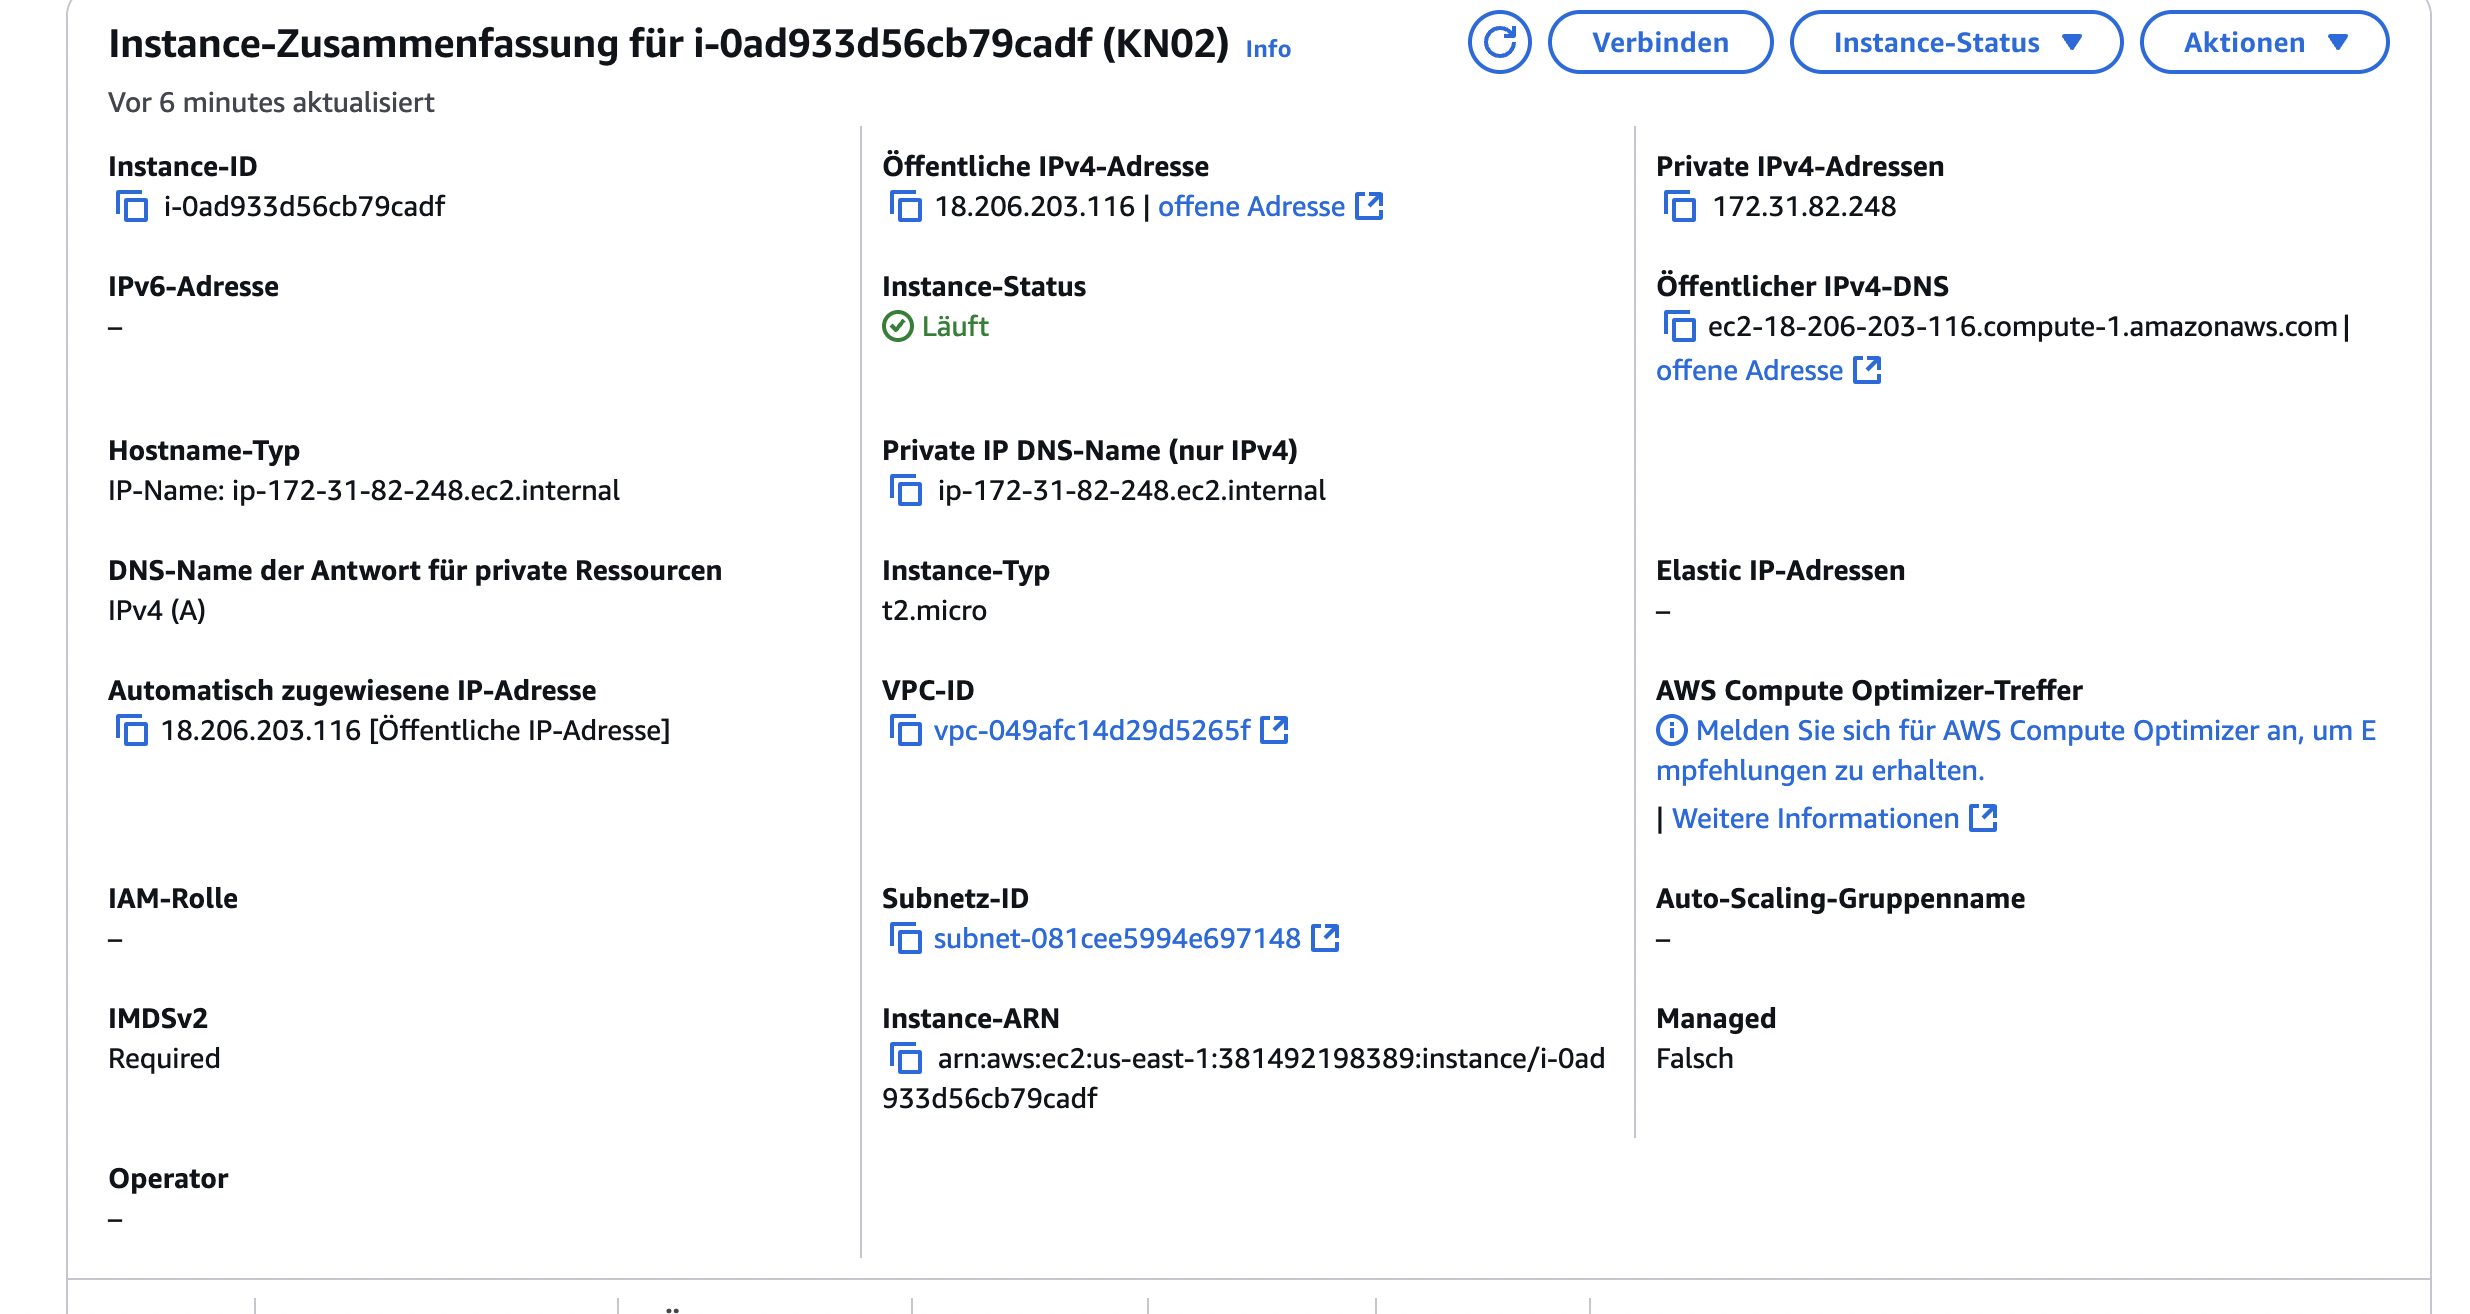 Instance-Zusammenfassung für i-0ad933d56cb79cadf (KN02) Info
Verbinden
Instance-Status
Aktionen
Vor 6 minutes aktualisiert
Instance-ID
i-0ad933d56cb79cadf
Öffentliche IPv4-Adresse
18.206.203.116 | offene Adresse
Private IPv4-Adressen
172.31.82.248
IPv6-Adresse
–
Instance-Status
Läuft
Öffentlicher IPv4-DNS
ec2-18-206-203-116.compute-1.amazonaws.com |
offene Adresse
Hostname-Typ
IP-Name: ip-172-31-82-248.ec2.internal
Private IP DNS-Name (nur IPv4)
ip-172-31-82-248.ec2.internal
DNS-Name der Antwort für private Ressourcen
IPv4 (A)
Instance-Typ
t2.micro
Elastic IP-Adressen
–
Automatisch zugewiesene IP-Adresse
18.206.203.116 [Öffentliche IP-Adresse]
VPC-ID
vpc-049afc14d29d5265f
AWS Compute Optimizer-Treffer
Melden Sie sich für AWS Compute Optimizer an, um E
mpfehlungen zu erhalten.
| Weitere Informationen
IAM-Rolle
–
Subnetz-ID
subnet-081cee5994e697148
Auto-Scaling-Gruppenname
–
IMDSv2
Required
Instance-ARN
arn:aws:ec2:us-east-1:381492198389:instance/i-0ad
933d56cb79cadf
Managed
Falsch
Operator
–